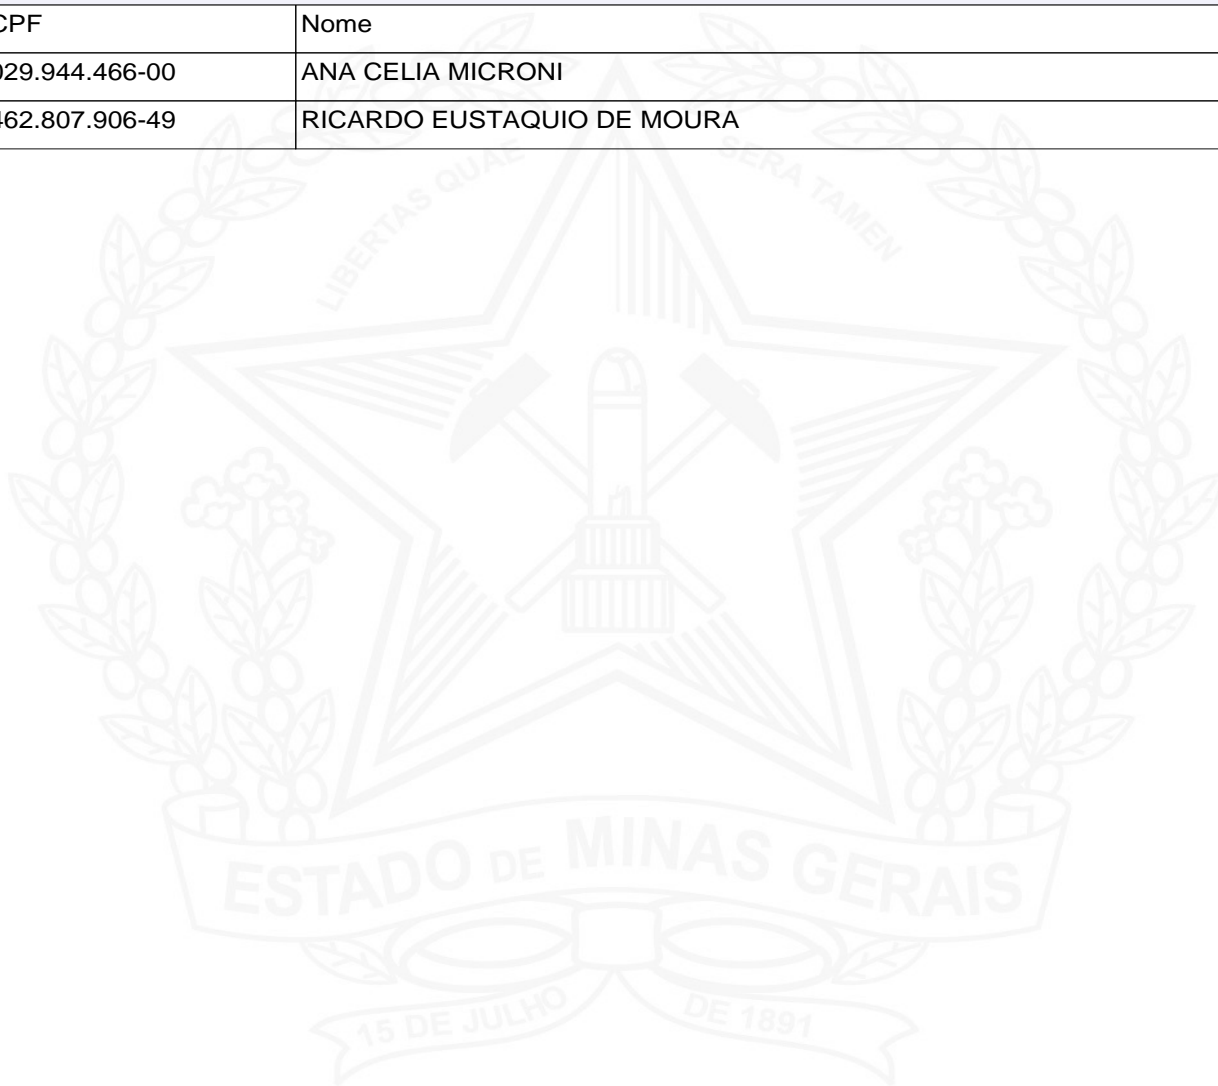 CPF Nome
029.944.466-00 ANA CELIA MICRONI
462.807.906-49 RICARDO EUSTAQUIO DE MOURA
LIBERTAS QUAE SERA TAMEN
ESTADO DE MINAS GERAIS
15 DE JULHO DE 1891